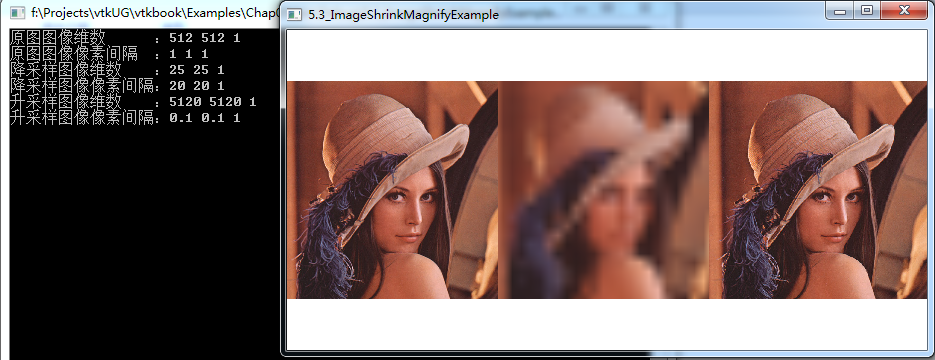 f:\Projects\vtkUG\vtkbook\Examples\Chap0
5.3_ImageShrinkMagnifyExample
原图图像维数 ：512 512 1
原图图像像素间隔 ：1 1 1
降采样图像维数 ：25 25 1
降采样图像像素间隔：20 20 1
升采样图像维数 ：5120 5120 1
升采样图像像素间隔：0.1 0.1 1